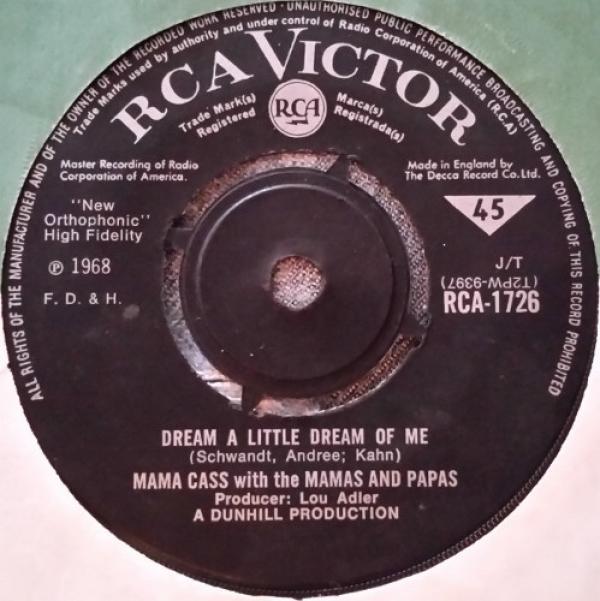 ALL RIGHTS OF THE MANUFACTURER AND OF THE OWNER OF THE RECORDED WORK RESERVED · UNAUTHORISED PUBLIC PERFORMANCE BROADCASTING AND COPYING OF THIS RECORD PROHIBITED
Trade Marks used by authority and under control of Radio Corporation of America (R.C.A)
RCA VICTOR
Trade Mark(s)
Registered
RCA
Marca(s)
Registrada(s)
Master Recording of Radio
Corporation of America.
Made in England by
The Decca Record Co. Ltd.
"New
Orthophonic"
High Fidelity
45
℗ 1968
J/T
(T2PW-9397)
F. D. & H.
RCA-1726
DREAM A LITTLE DREAM OF ME
(Schwandt, Andree; Kahn)
MAMA CASS with the MAMAS AND PAPAS
Producer: Lou Adler
A DUNHILL PRODUCTION